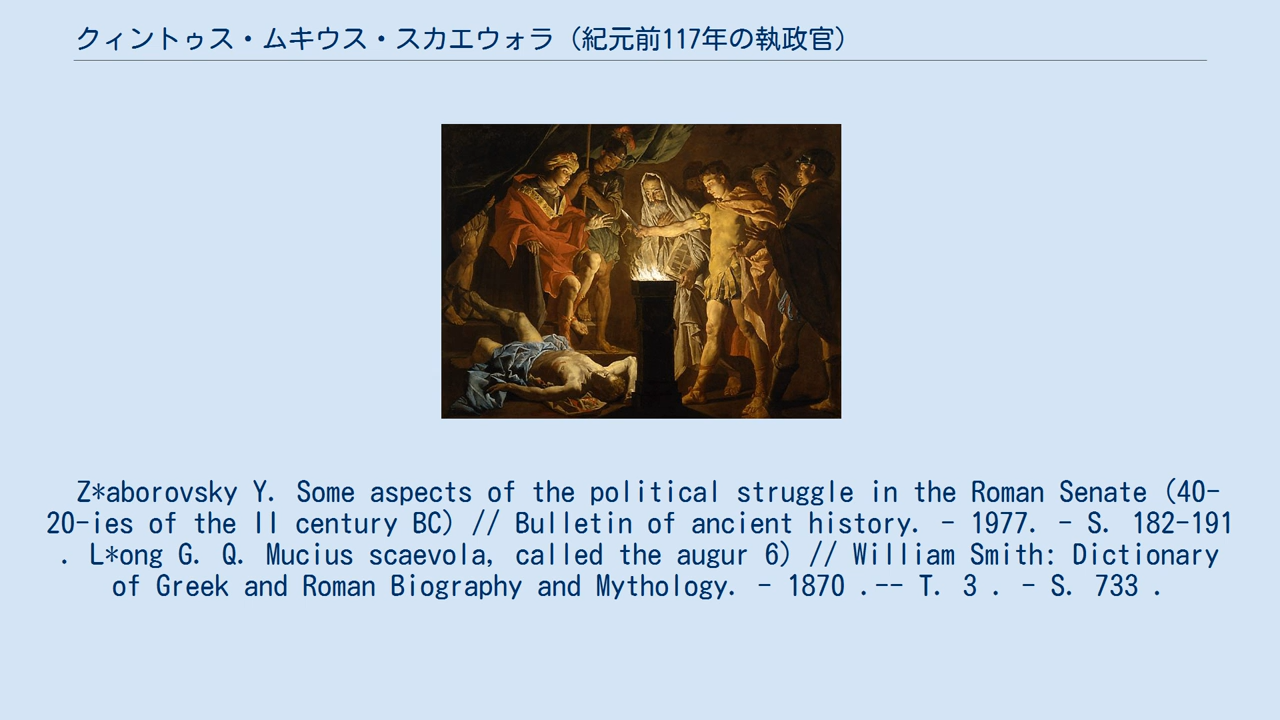 クィントゥス・ムキウス・スカエウォラ（紀元前117年の執政官）
Z*aborovsky Y. Some aspects of the political struggle in the Roman Senate (40-
20-ies of the II century BC) // Bulletin of ancient history. - 1977. - S. 182-191
. L*ong G. Q. Mucius scaevola, called the augur 6) // William Smith: Dictionary
of Greek and Roman Biography and Mythology. - 1870 .-- T. 3 . - S. 733 .